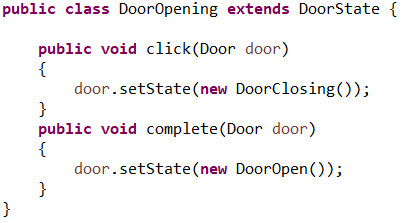 public class DoorOpening extends DoorState {
public void click(Door door)
{
door.setState(new DoorClosing());
}
public void complete(Door door)
{
door.setState(new DoorOpen());
}
}